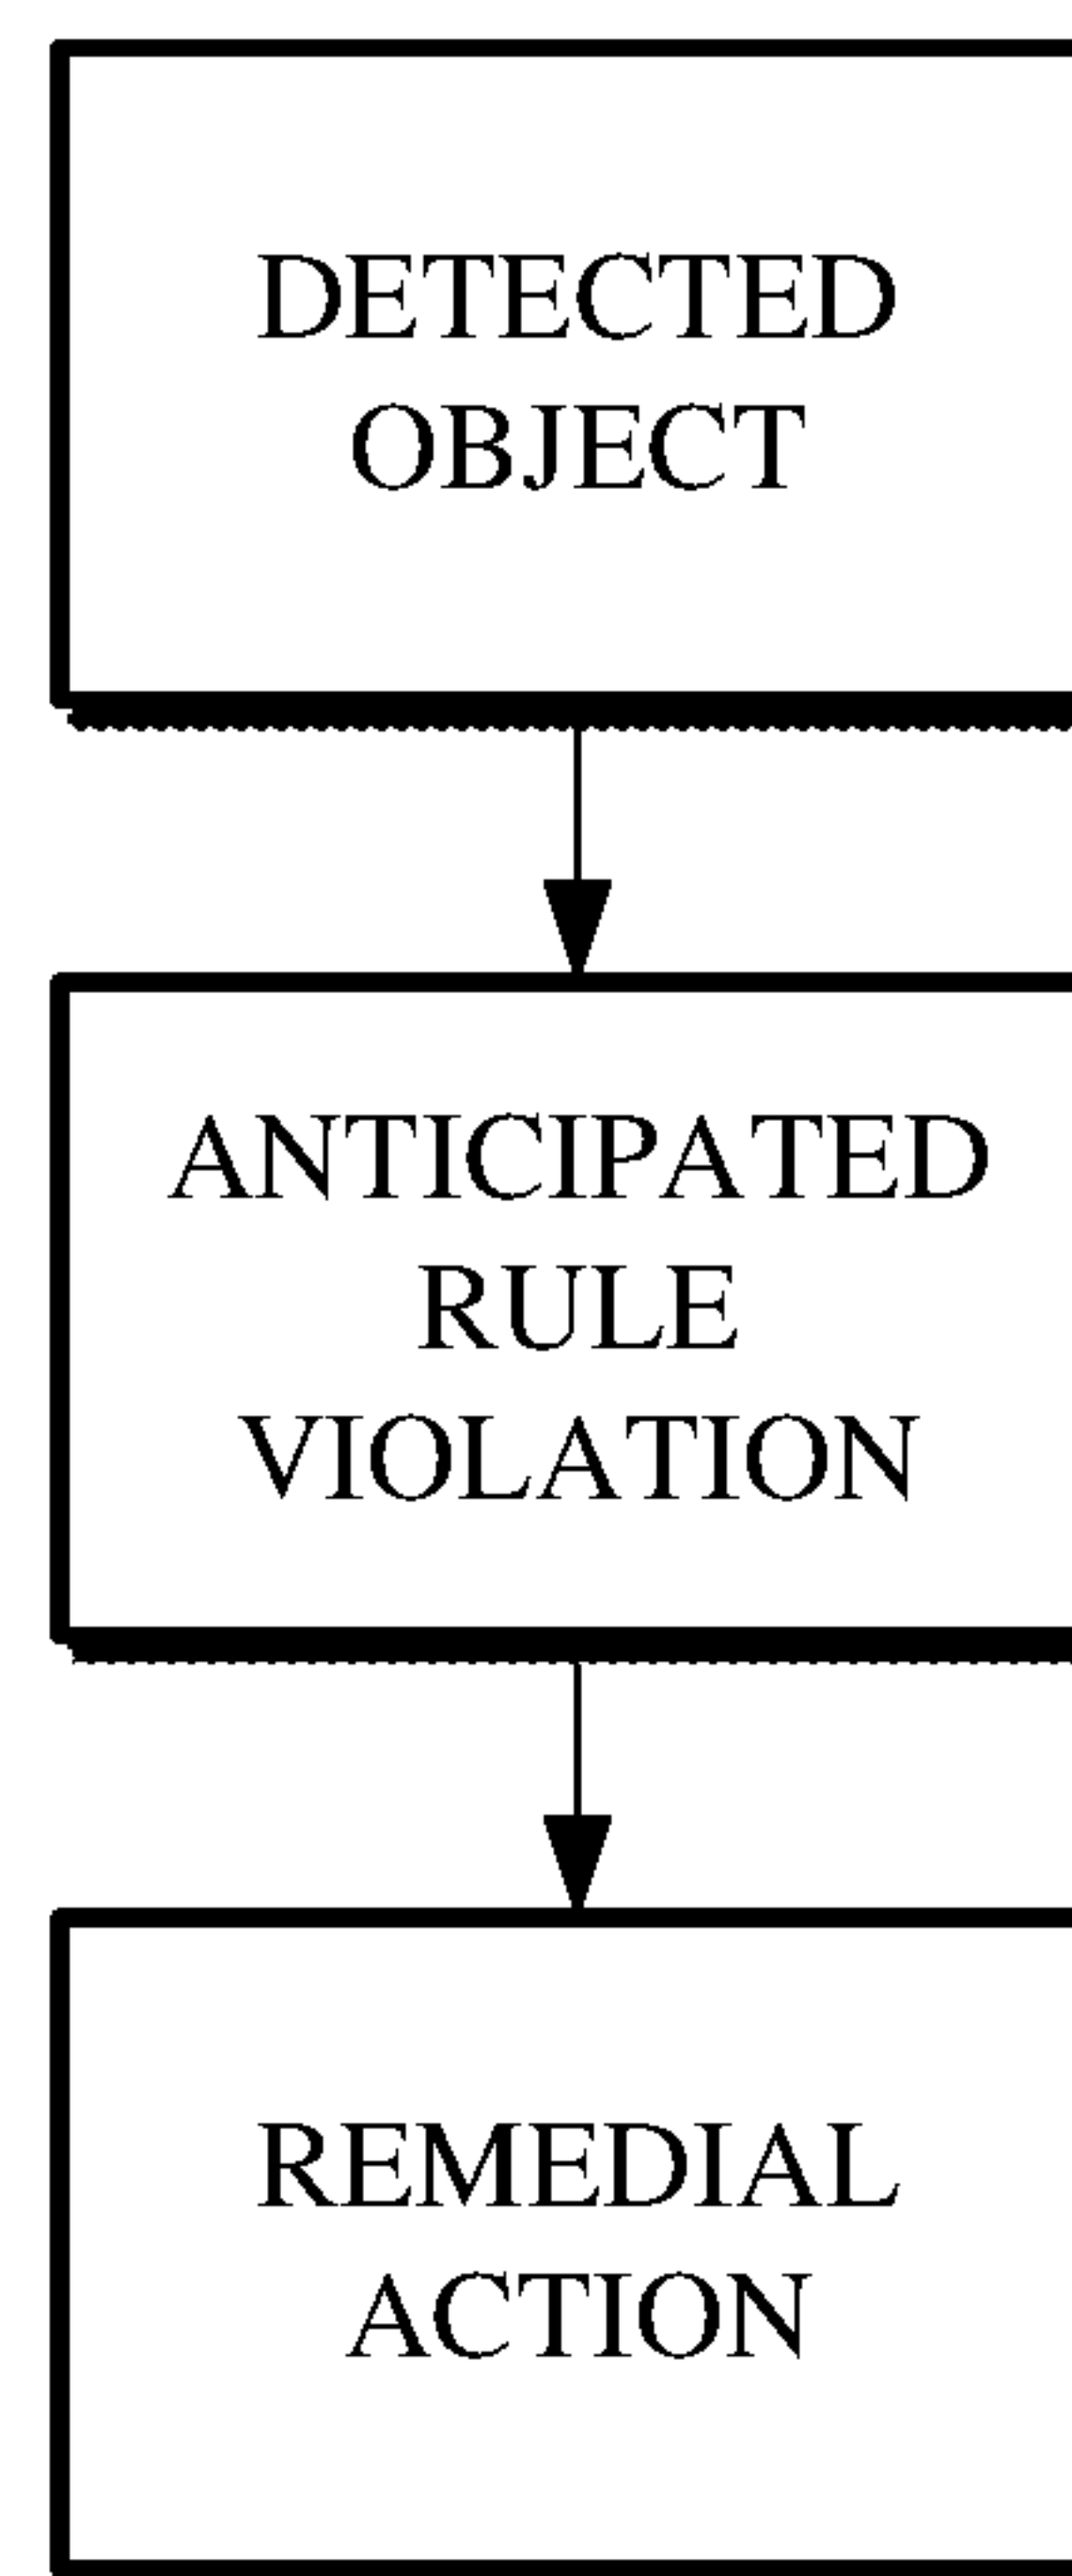 DETECTED
OBJECT
ANTICIPATED
RULE
VIOLATION
REMEDIAL
ACTION